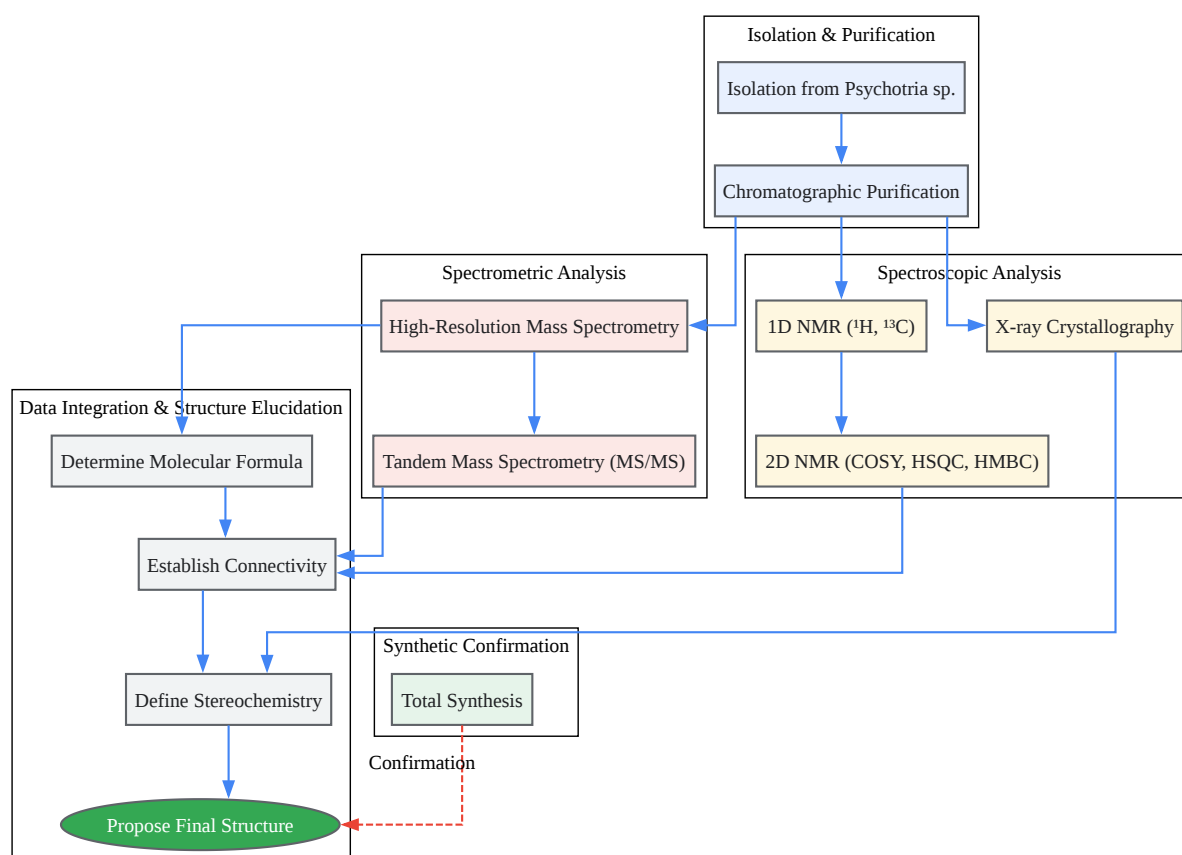 Isolation & Purification
Isolation from Psychotria sp.
Chromatographic Purification
Spectrometric Analysis
High-Resolution Mass Spectrometry
Tandem Mass Spectrometry (MS/MS)
Spectroscopic Analysis
1D NMR (¹H, ¹³C)
X-ray Crystallography
2D NMR (COSY, HSQC, HMBC)
Data Integration & Structure Elucidation
Determine Molecular Formula
Establish Connectivity
Define Stereochemistry
Propose Final Structure
Synthetic Confirmation
Total Synthesis
Confirmation